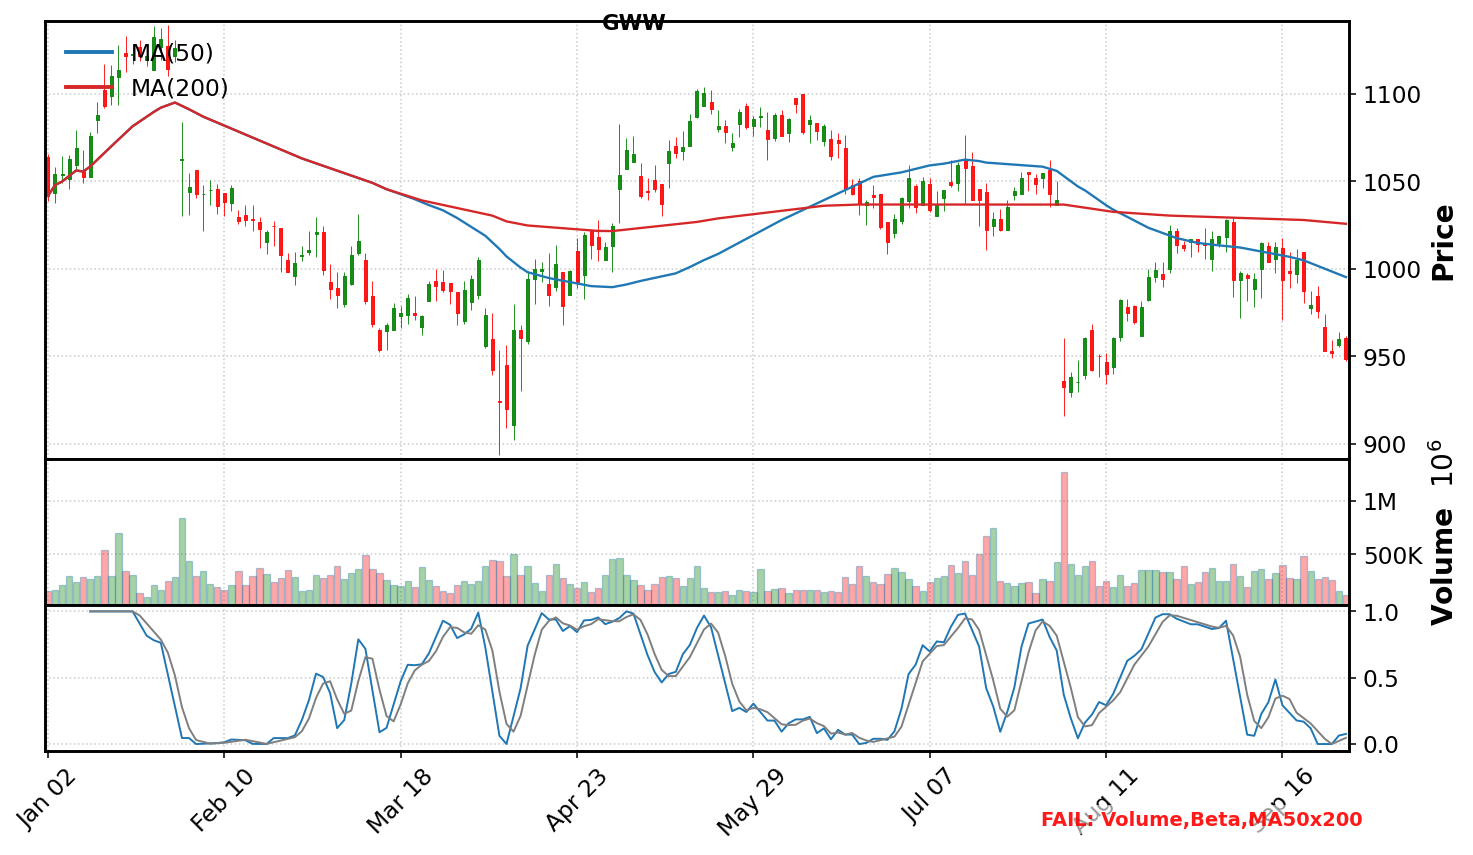 GWW
MA(50)
MA(200)
1100
1050
1000
950
900
Price
1M
500K
Volume 10^6
1.0
0.5
0.0
Jan 02
Feb 10
Mar 18
Apr 23
May 29
Jul 07
Aug 11
Sep 16
FAIL: Volume,Beta,MA50x200